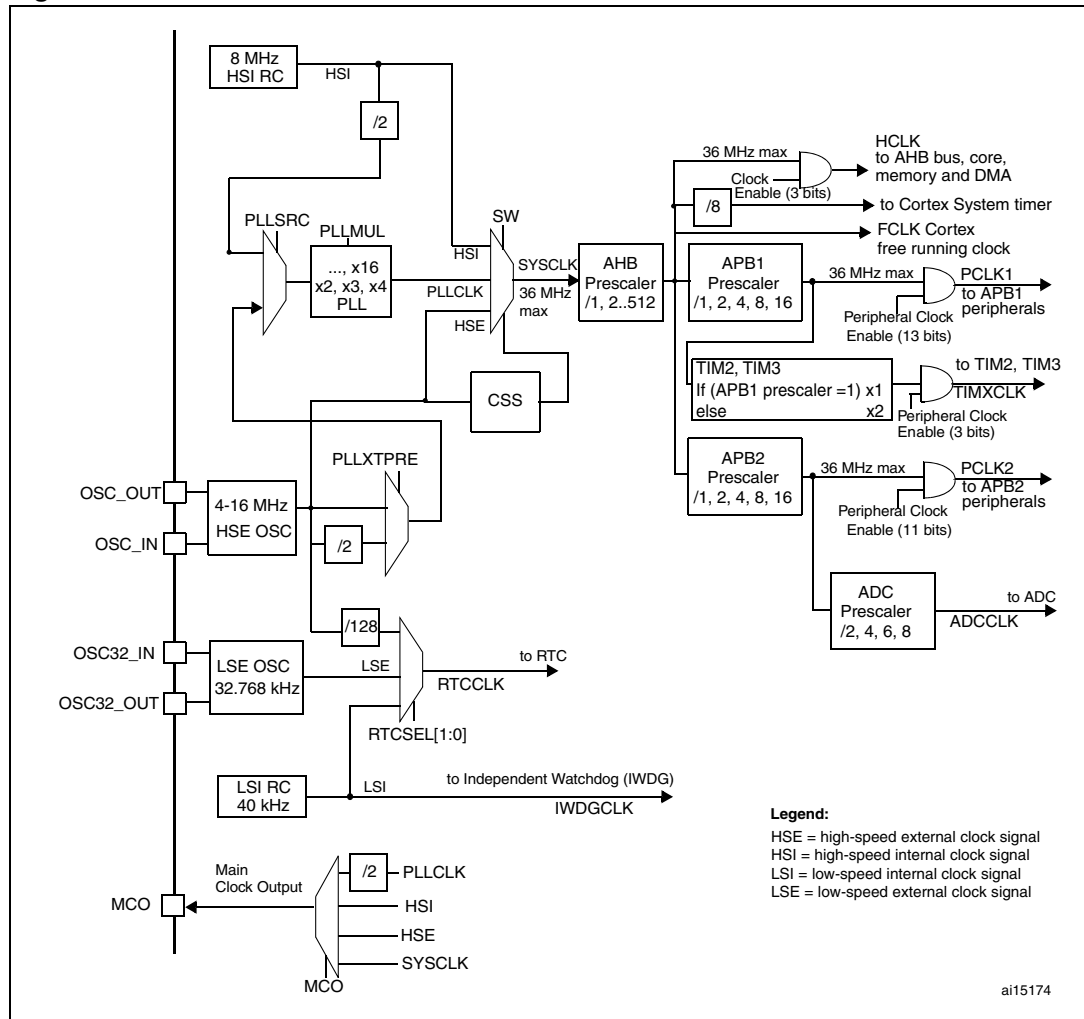 8 MHz
HSI RC
HSI
/2
36 MHz max
HCLK
to AHB bus, core,
memory and DMA
Clock
Enable (3 bits)
/8
to Cortex System timer
FCLK Cortex
free running clock
PLLSRC
PLLMUL
..., x16
x2, x3, x4
PLL
SW
HSI
PLLCLK
HSE
SYSCLK
36 MHz
max
AHB
Prescaler
/1, 2..512
APB1
Prescaler
/1, 2, 4, 8, 16
36 MHz max
PCLK1
to APB1
peripherals
Peripheral Clock
Enable (13 bits)
TIM2, TIM3
If (APB1 prescaler =1) x1
else x2
to TIM2, TIM3
TIMXCLK
Peripheral Clock
Enable (3 bits)
CSS
PLLXTPRE
OSC_OUT
OSC_IN
4-16 MHz
HSE OSC
/2
APB2
Prescaler
/1, 2, 4, 8, 16
36 MHz max
PCLK2
to APB2
peripherals
Peripheral Clock
Enable (11 bits)
ADC
Prescaler
/2, 4, 6, 8
to ADC
ADCCLK
/128
OSC32_IN
OSC32_OUT
LSE OSC
32.768 kHz
LSE
to RTC
RTCCLK
RTCSEL[1:0]
LSI RC
40 kHz
LSI
to Independent Watchdog (IWDG)
IWDGCLK
Legend:
HSE = high-speed external clock signal
HSI = high-speed internal clock signal
LSI = low-speed internal clock signal
LSE = low-speed external clock signal
Main
Clock Output
MCO
/2
PLLCLK
HSI
HSE
SYSCLK
MCO
ai15174